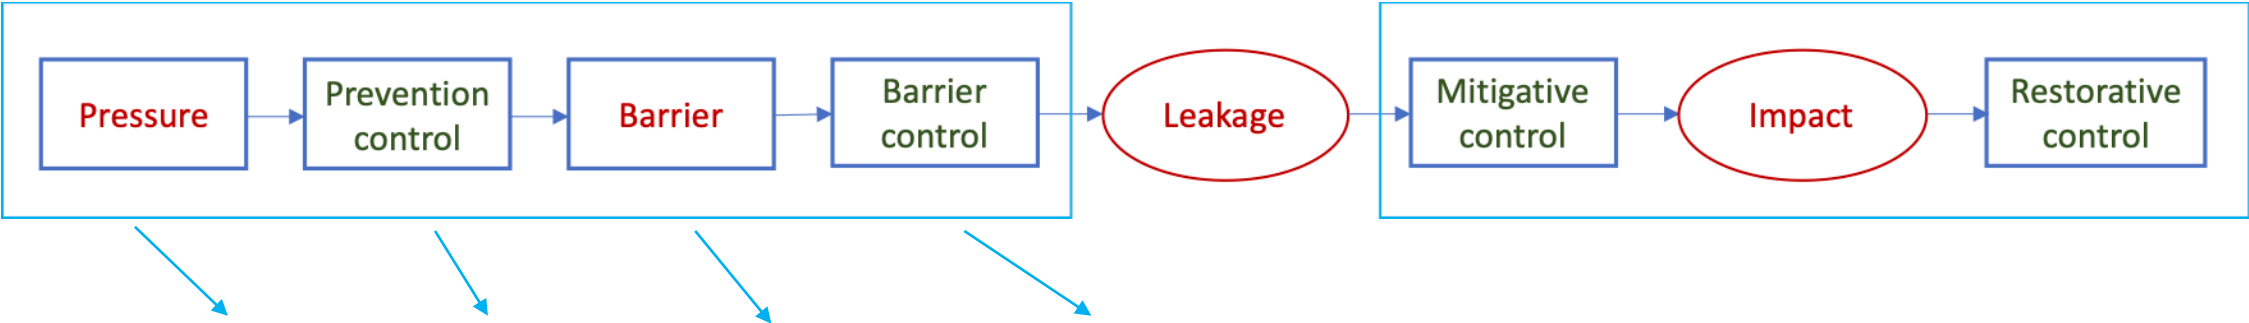 Pressure
Prevention
control
Barrier
Barrier
control
Leakage
Mitigative
control
Impact
Restorative
control